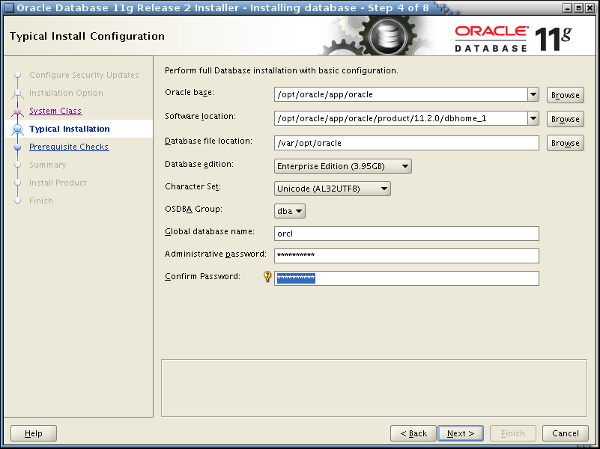 Oracle Database 11g Release 2 Installer - Installing database - Step 4 of 8
Typical Install Configuration
ORACLE
DATABASE 11g
Configure Security Updates
Installation Option
System Class
Typical Installation
Prerequisite Checks
Summary
Install Product
Finish
Perform full Database installation with basic configuration.
Oracle base: /opt/oracle/app/oracle Browse
Software location: /opt/oracle/app/oracle/product/11.2.0/dbhome_1 Browse
Database file location: /var/opt/oracle Browse
Database edition: Enterprise Edition (3.95GB)
Character Set: Unicode (AL32UTF8)
OSDBA Group: dba
Global database name: orcl
Administrative password: **********
Confirm Password: **********
Help < Back Next > Finish Cancel